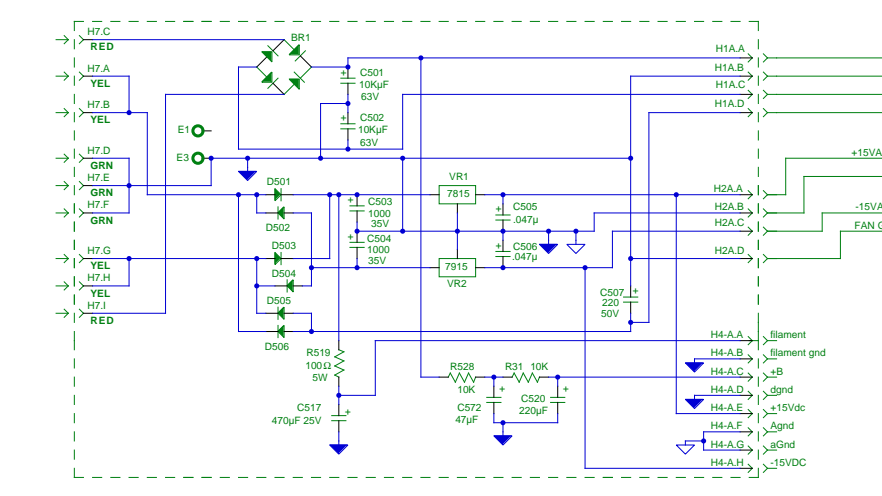 H7.C
RED
H7.A
YEL
H7.B
YEL
H7.D
GRN
H7.E
GRN
H7.F
GRN
H7.G
YEL
H7.H
YEL
H7.I
RED
BR1
C501
10KµF
63V
C502
10KµF
63V
E1
E3
D501
D502
D503
D504
D505
D506
C503
1000
35V
C504
1000
35V
VR1
7815
7915
VR2
C505
.047µ
C506
.047µ
C507
220
50V
R519
100Ω
5W
C517
470µF 25V
R528
10K
R31 10K
C572
47µF
C520
220µF
H1A.A
H1A.B
H1A.C
H1A.D
H2A.A
H2A.B
H2A.C
H2A.D
+15VA
-15VA
FAN
H4-A.A filament
H4-A.B filament gnd
H4-A.C +B
H4-A.D dgnd
H4-A.E +15Vdc
H4-A.F Agnd
H4-A.G aGnd
H4-A.H -15VDC